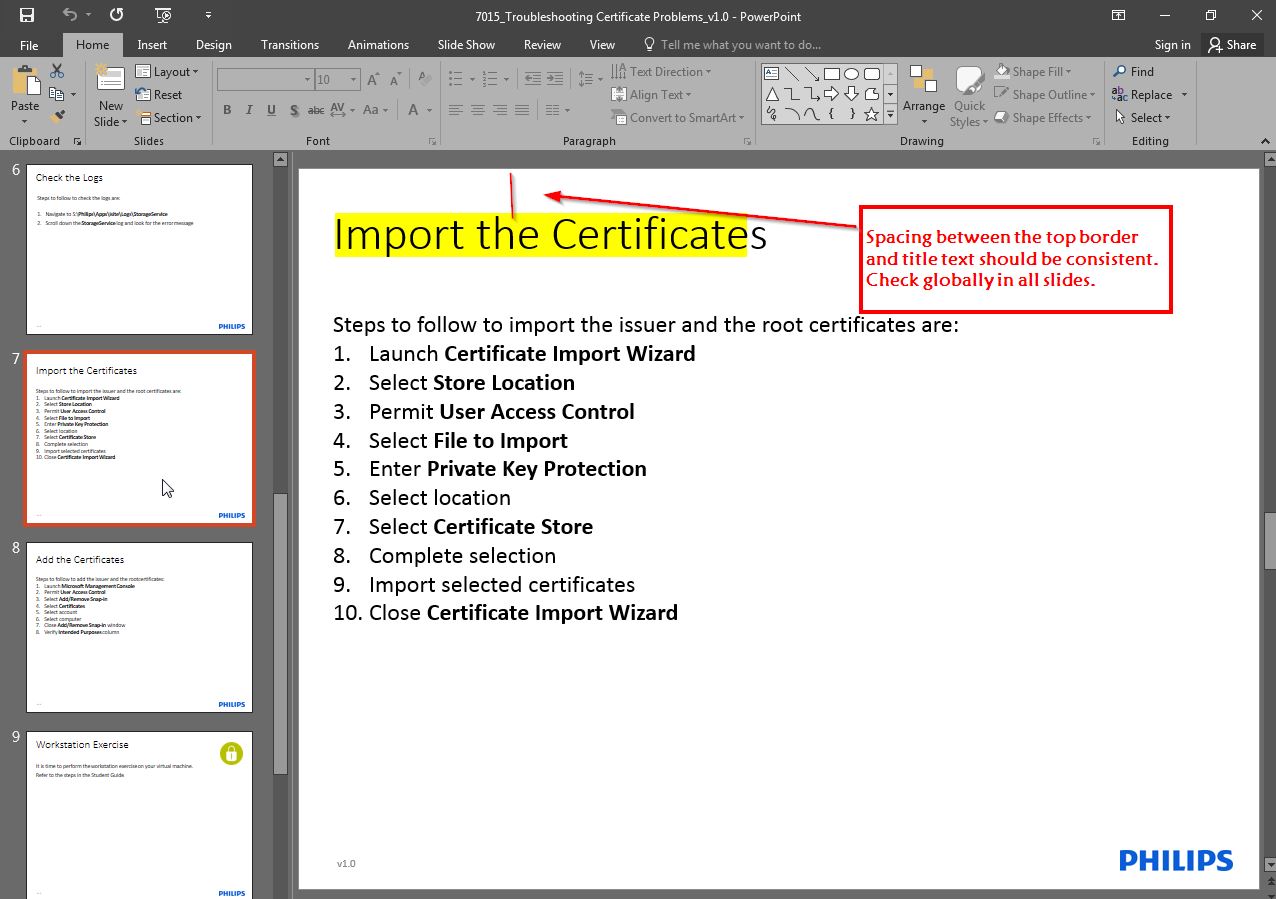 7015_Troubleshooting Certificate Problems_v1.0 - PowerPoint
File Home Insert Design Transitions Animations Slide Show Review View Tell me what you want to do... Sign in Share
Paste
New
Slide
Layout
Reset
Section
10
B I U S abc AV Aa A
Text Direction
Align Text
Convert to SmartArt
Arrange
Quick
Styles
Shape Fill
Shape Outline
Shape Effects
Find
Replace
Select
Clipboard Slides Font Paragraph Drawing Editing
6
Check the Logs
Steps to follow to check the logs are:
1. Navigate to S:\Philips\Apps\iSite\Logs\StorageService
2. Scroll down the StorageService log and look for the error message
PHILIPS
7
Import the Certificates
Steps to follow to import the issuer and the root certificates are:
1. Launch Certificate Import Wizard
2. Select Store Location
3. Permit User Access Control
4. Select File to Import
5. Enter Private Key Protection
6. Select location
7. Select Certificate Store
8. Complete selection
9. Import selected certificates
10. Close Certificate Import Wizard
PHILIPS
8
Add the Certificates
Steps to follow to add the issuer and the rootcertificates:
1. Launch Microsoft Management Console
2. Permit User Access Control
3. Select Add/Remove Snap-in
4. Select Certificates
5. Select account
6. Select computer
7. Close Add/Remove Snap-in window
8. Verify Intended Purposes column
PHILIPS
9
Workstation Exercise
It is time to perform the workstation exercise on your virtual machine.
Refer to the steps in the Student Guide.
PHILIPS
Import the Certificates
Spacing between the top border
and title text should be consistent.
Check globally in all slides.
Steps to follow to import the issuer and the root certificates are:
1. Launch Certificate Import Wizard
2. Select Store Location
3. Permit User Access Control
4. Select File to Import
5. Enter Private Key Protection
6. Select location
7. Select Certificate Store
8. Complete selection
9. Import selected certificates
10. Close Certificate Import Wizard
v1.0
PHILIPS